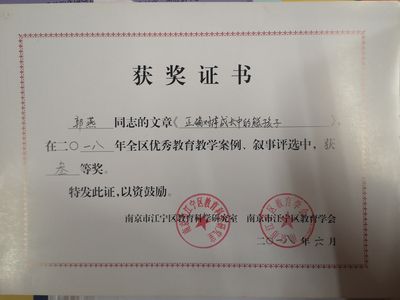 获奖证书
郭燕 同志的文章《正确对待成长中的熊孩子》，
在二〇一八年全区优秀教育教学案例、叙事评选中，获
叁 等奖。
特发此证，以资鼓励。
南京市江宁区教育科学研究室 南京市江宁区教育学会
二〇一八年六月